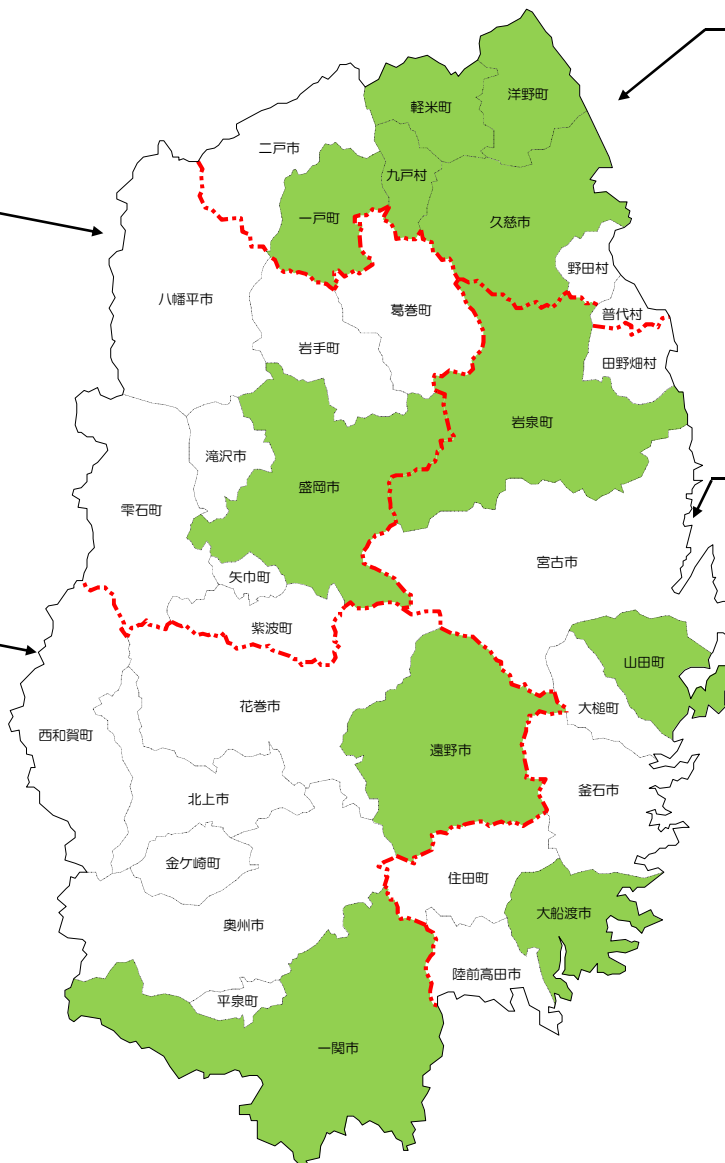 洋野町
軽米町
二戸市
九戸村
一戸町
久慈市
野田村
八幡平市
葛巻町
普代村
岩手町
田野畑村
岩泉町
滝沢市
盛岡市
雫石町
宮古市
矢巾町
紫波町
山田町
花巻市
大槌町
西和賀町
遠野市
釜石市
北上市
金ケ崎町
住田町
大船渡市
奥州市
陸前高田市
平泉町
一関市